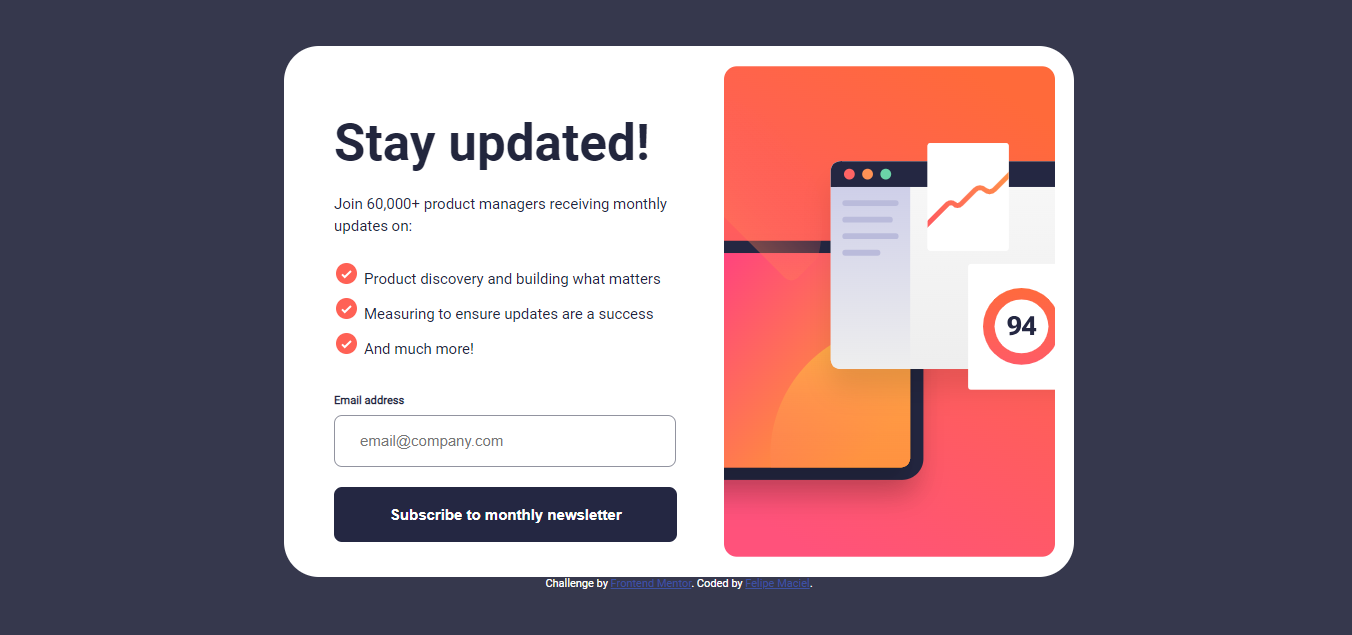 Stay updated!
Join 60,000+ product managers receiving monthly
updates on:
Product discovery and building what matters
Measuring to ensure updates are a success
And much more!
Email address
email@company.com
Subscribe to monthly newsletter
94
Challenge by Frontend Mentor. Coded by Felipe Maciel.